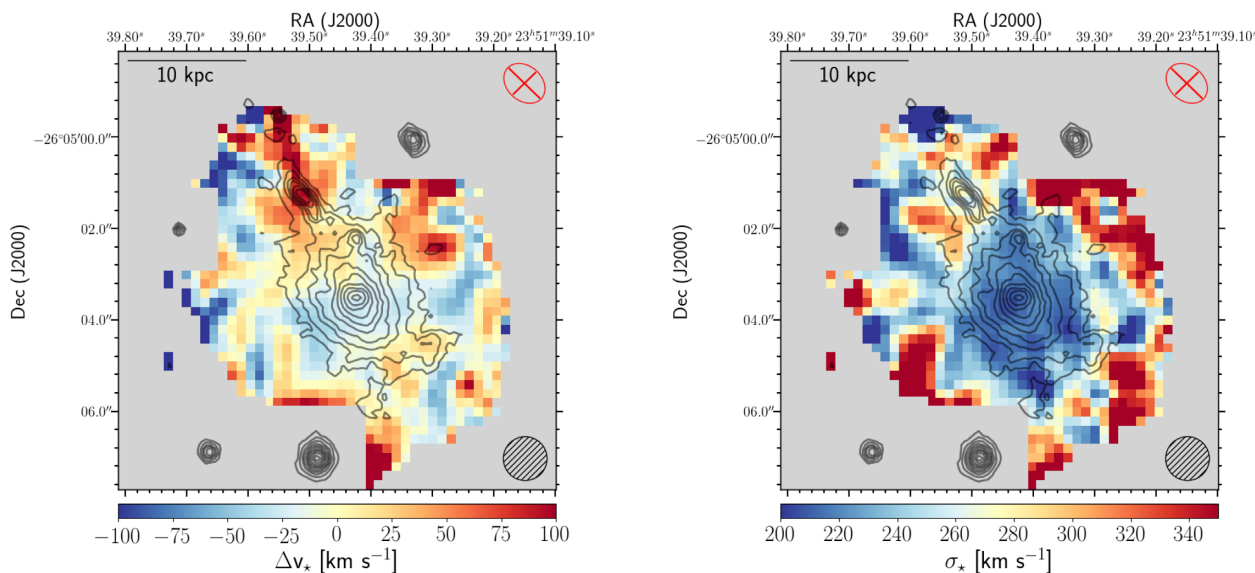 RA (J2000)
39.80ˢ 39.70ˢ 39.60ˢ 39.50ˢ 39.40ˢ 39.30ˢ 39.20ˢ 23ʰ51ᵐ39.10ˢ
10 kpc
−26°05′00.0″
02.0″
04.0″
06.0″
Dec (J2000)
−100 −75 −50 −25 0 25 50 75 100
Δv⋆ [km s⁻¹]
RA (J2000)
39.80ˢ 39.70ˢ 39.60ˢ 39.50ˢ 39.40ˢ 39.30ˢ 39.20ˢ 23ʰ51ᵐ39.10ˢ
10 kpc
−26°05′00.0″
02.0″
04.0″
06.0″
Dec (J2000)
200 220 240 260 280 300 320 340
σ⋆ [km s⁻¹]